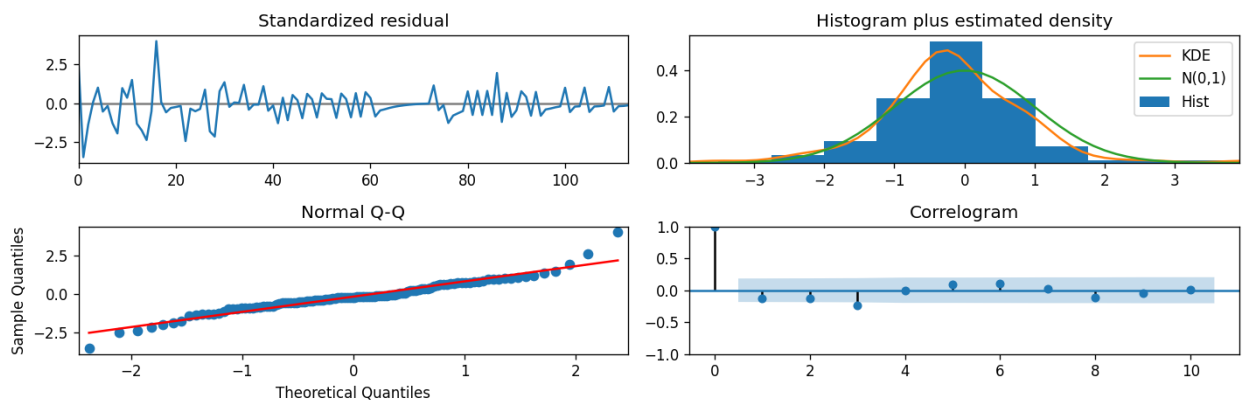 Standardized residual
2.5
0.0
−2.5
0 20 40 60 80 100
Histogram plus estimated density
KDE
N(0,1)
Hist
0.4
0.2
0.0
−3 −2 −1 0 1 2 3
Normal Q-Q
Sample Quantiles
2.5
0.0
−2.5
−2 −1 0 1 2
Theoretical Quantiles
Correlogram
1.0
0.5
0.0
−0.5
−1.0
0 2 4 6 8 10